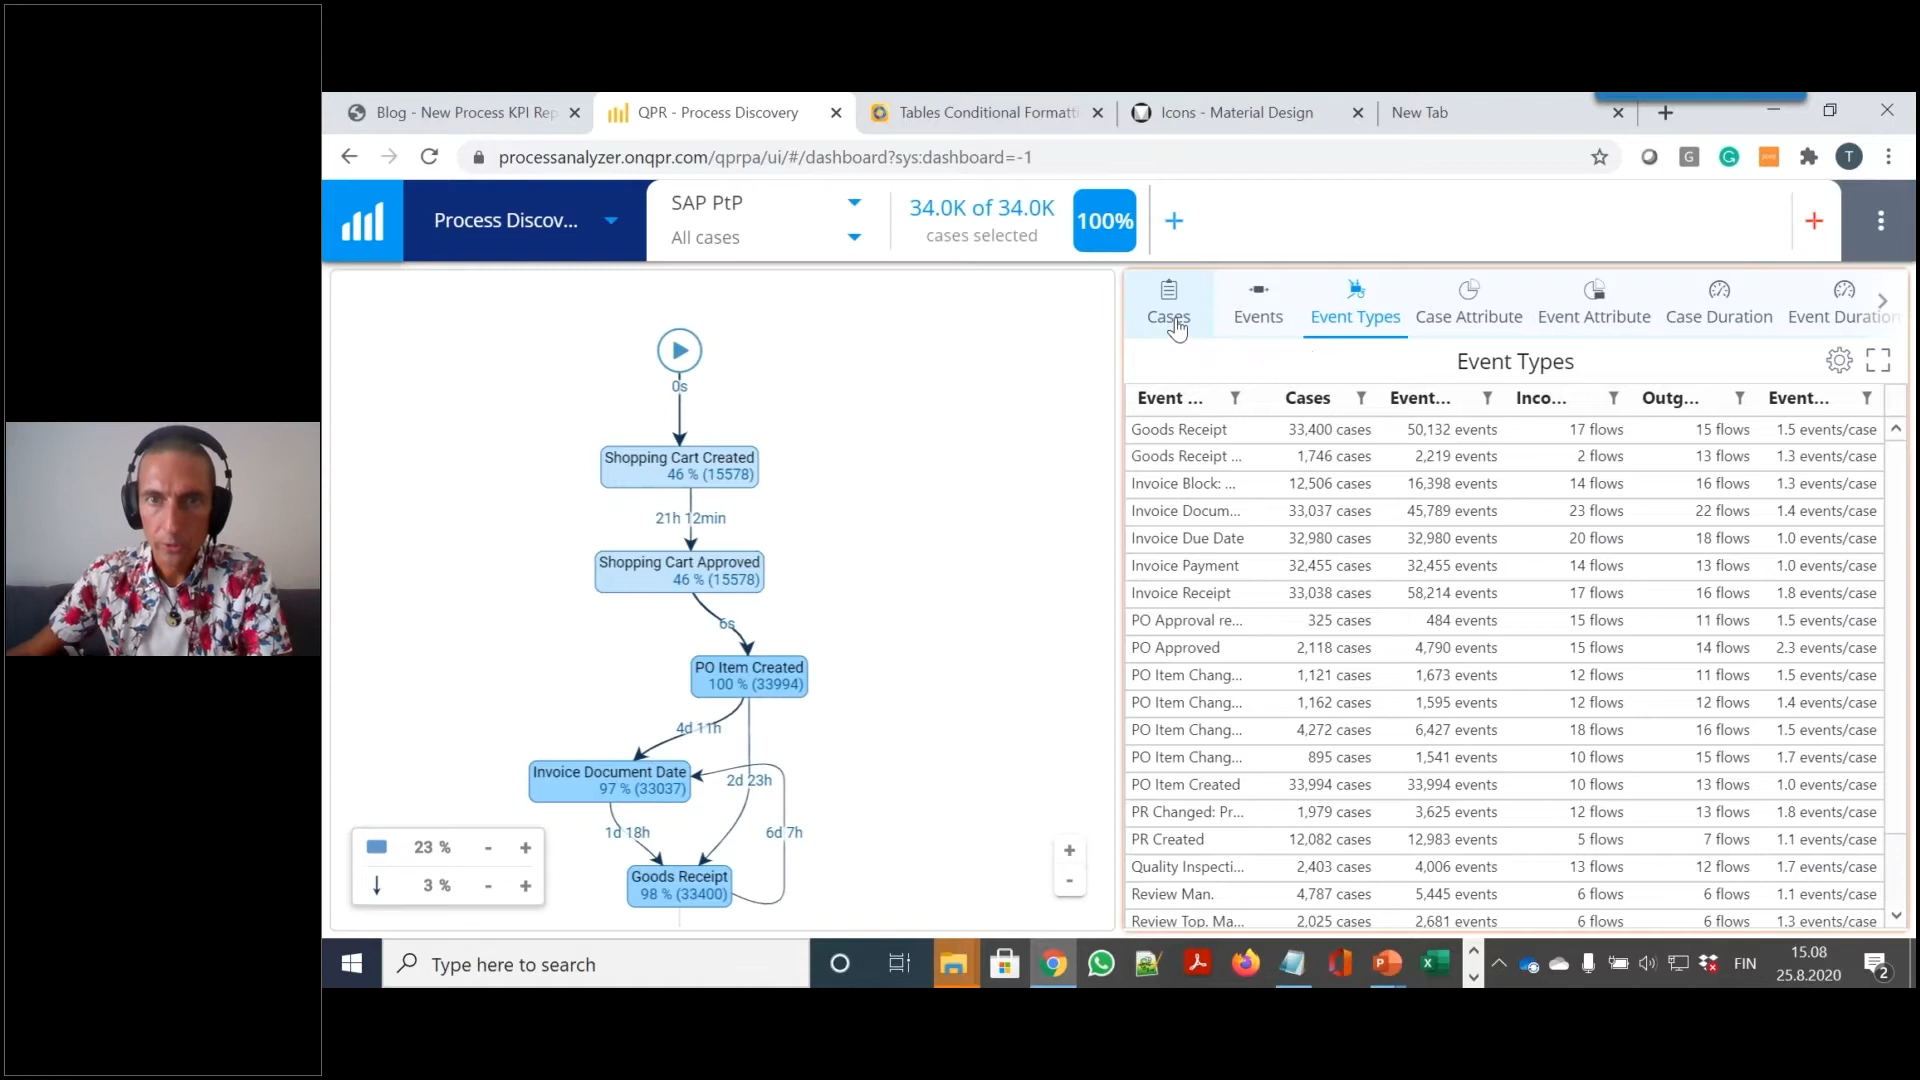 Blog - New Process KPI Rep
QPR - Process Discovery
Tables Conditional Formatti
Icons - Material Design
New Tab
processanalyzer.onqpr.com/qprpa/ui/#/dashboard?sys:dashboard=-1
G
T
Process Discov...
SAP PtP
All cases
34.0K of 34.0K
cases selected
100%
0s
Shopping Cart Created
46 % (15578)
21h 12min
Shopping Cart Approved
46 % (15578)
6s
PO Item Created
100 % (33994)
4d 11h
Invoice Document Date
97 % (33037)
2d 23h
1d 18h
6d 7h
Goods Receipt
98 % (33400)
23 % - +
3 % - +
+
-
Cases Events Event Types Case Attribute Event Attribute Case Duration Event Duration
Event Types
Event ... Cases Event... Inco... Outg... Event...
Goods Receipt 33,400 cases 50,132 events 17 flows 15 flows 1.5 events/case
Goods Receipt ... 1,746 cases 2,219 events 2 flows 13 flows 1.3 events/case
Invoice Block: ... 12,506 cases 16,398 events 14 flows 16 flows 1.3 events/case
Invoice Docum... 33,037 cases 45,789 events 23 flows 22 flows 1.4 events/case
Invoice Due Date 32,980 cases 32,980 events 20 flows 18 flows 1.0 events/case
Invoice Payment 32,455 cases 32,455 events 14 flows 13 flows 1.0 events/case
Invoice Receipt 33,038 cases 58,214 events 17 flows 16 flows 1.8 events/case
PO Approval re... 325 cases 484 events 15 flows 11 flows 1.5 events/case
PO Approved 2,118 cases 4,790 events 15 flows 14 flows 2.3 events/case
PO Item Chang... 1,121 cases 1,673 events 12 flows 11 flows 1.5 events/case
PO Item Chang... 1,162 cases 1,595 events 12 flows 12 flows 1.4 events/case
PO Item Chang... 4,272 cases 6,427 events 18 flows 16 flows 1.5 events/case
PO Item Chang... 895 cases 1,541 events 10 flows 15 flows 1.7 events/case
PO Item Created 33,994 cases 33,994 events 10 flows 13 flows 1.0 events/case
PR Changed: Pr... 1,979 cases 3,625 events 12 flows 13 flows 1.8 events/case
PR Created 12,082 cases 12,983 events 5 flows 7 flows 1.1 events/case
Quality Inspecti... 2,403 cases 4,006 events 13 flows 12 flows 1.7 events/case
Review Man. 4,787 cases 5,445 events 6 flows 6 flows 1.1 events/case
Review Top. Ma... 2,025 cases 2,681 events 6 flows 6 flows 1.3 events/case
Type here to search
FIN
15.08
25.8.2020
2